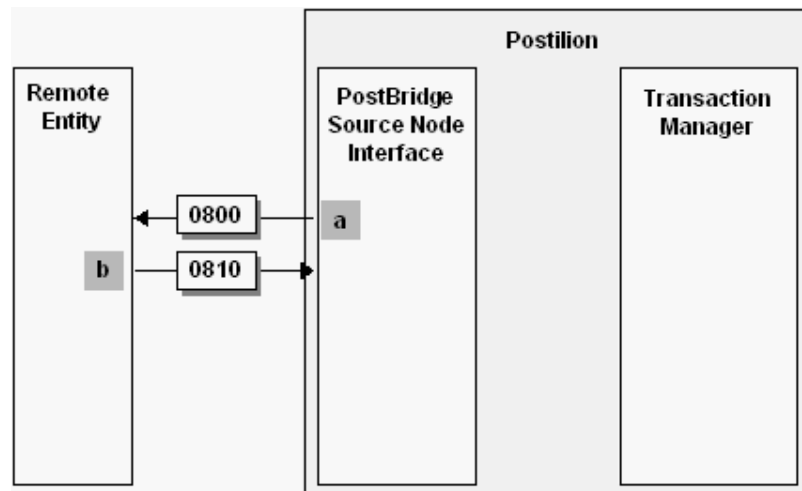 Postilion
Remote
Entity
PostBridge
Source Node
Interface
Transaction
Manager
0800
a
b
0810